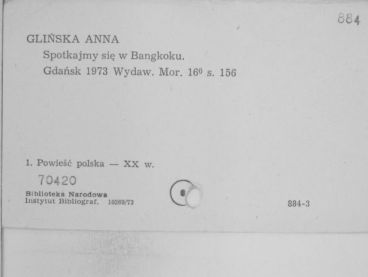 884
GLIŃSKA ANNA
Spotkajmy się w Bangkoku.
Gdańsk 1973 Wydaw. Mor. 16⁰ s. 156
1. Powieść polska — XX w.
70420
Biblioteka Narodowa
Instytut Bibliograf. 10269/73
884-3